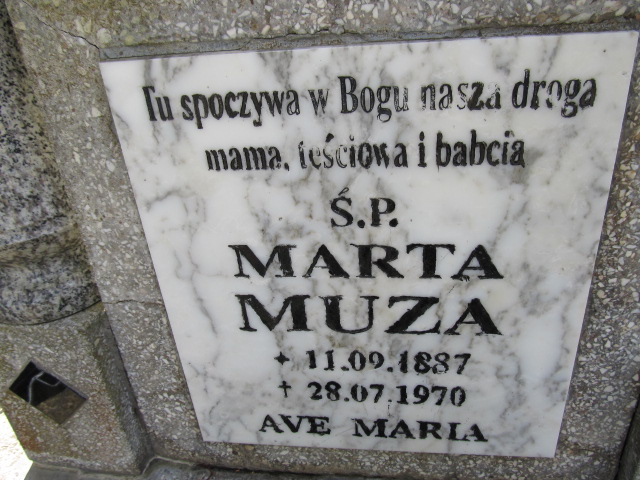 Tu spoczywa w Bogu nasza droga
mama, teściowa i babcia
Ś.P.
MARTA
MUZA
+ 11.09.1887
† 28.07.1970
AVE MARIA